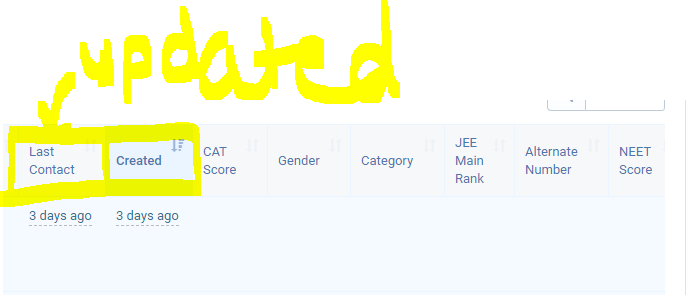 updated
Last Contact
Created
CAT Score
Gender
Category
JEE Main Rank
Alternate Number
NEET Score
3 days ago
3 days ago